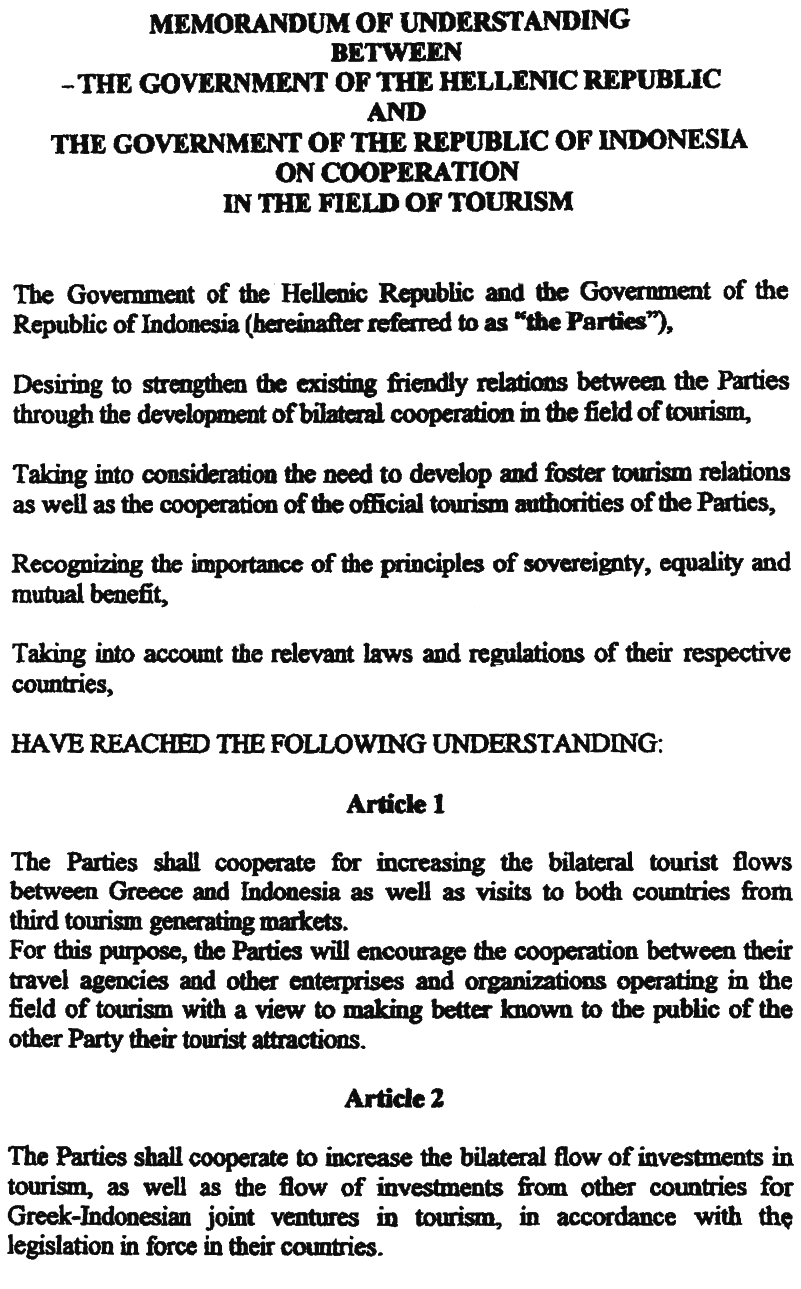 MEMORANDUM OF UNDERSTANDING
BETWEEN
-THE GOVERNMENT OF THE HELLENIC REPUBLIC
AND
THE GOVERNMENT OF THE REPUBLIC OF INDONESIA
ON COOPERATION
IN THE FIELD OF TOURISM
The Government of the Hellenic Republic and the Government of the
Republic of Indonesia (hereinafter referred to as "the Parties"),
Desiring to strengthen the existing friendly relations between the Parties
through the development of bilateral cooperation in the field of tourism,
Taking into consideration the need to develop and foster tourism relations
as well as the cooperation of the official tourism authorities of the Parties,
Recognizing the importance of the principles of sovereignty, equality and
mutual benefit,
Taking into account the relevant laws and regulations of their respective
countries,
HAVE REACHED THE FOLLOWING UNDERSTANDING:
Article 1
The Parties shall cooperate for increasing the bilateral tourist flows
between Greece and Indonesia as well as visits to both countries from
third tourism generating markets.
For this purpose, the Parties will encourage the cooperation between their
travel agencies and other enterprises and organizations operating in the
field of tourism with a view to making better known to the public of the
other Party their tourist attractions.
Article 2
The Parties shall cooperate to increase the bilateral flow of investments in
tourism, as well as the flow of investments from other countries for
Greek-Indonesian joint ventures in tourism, in accordance with the
legislation in force in their countries.